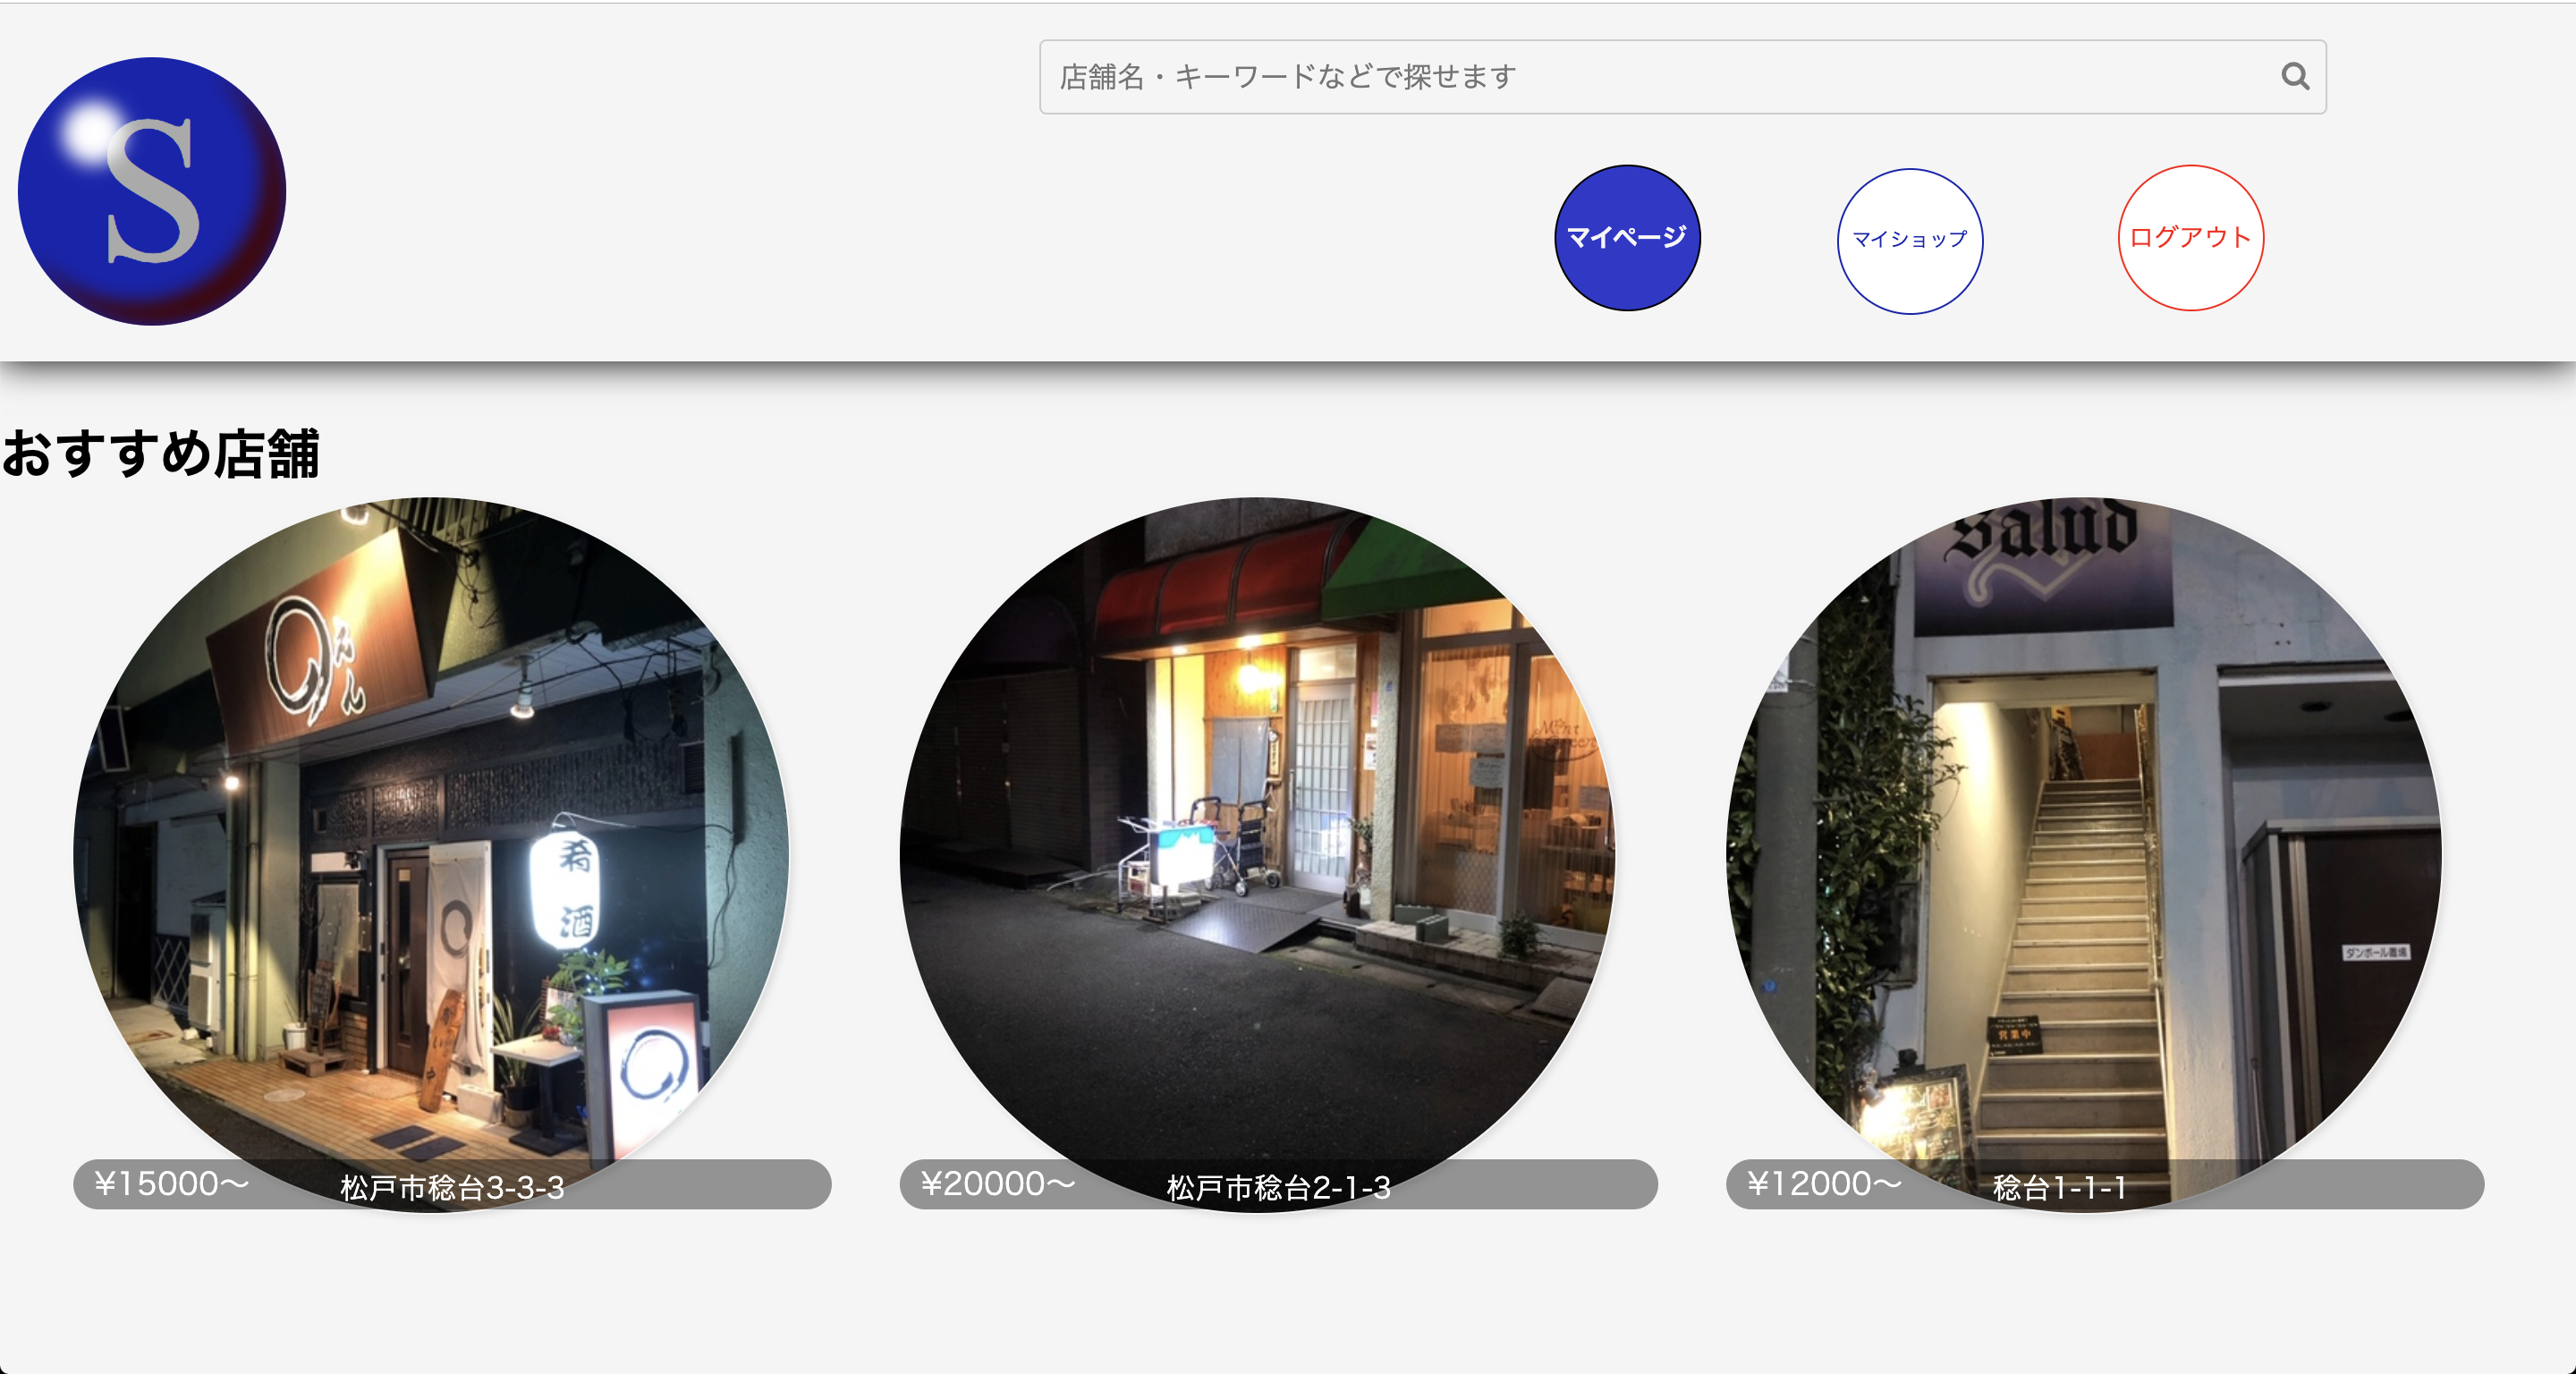 店舗名・キーワードなどで探せます
S
マイページ
マイショップ
ログアウト
おすすめ店舗
えん
肴
酒
¥15000〜 松戸市稔台3-3-3
¥20000〜 松戸市稔台2-1-3
Salud
営業中
ダンボール置場
¥12000〜 稔台1-1-1